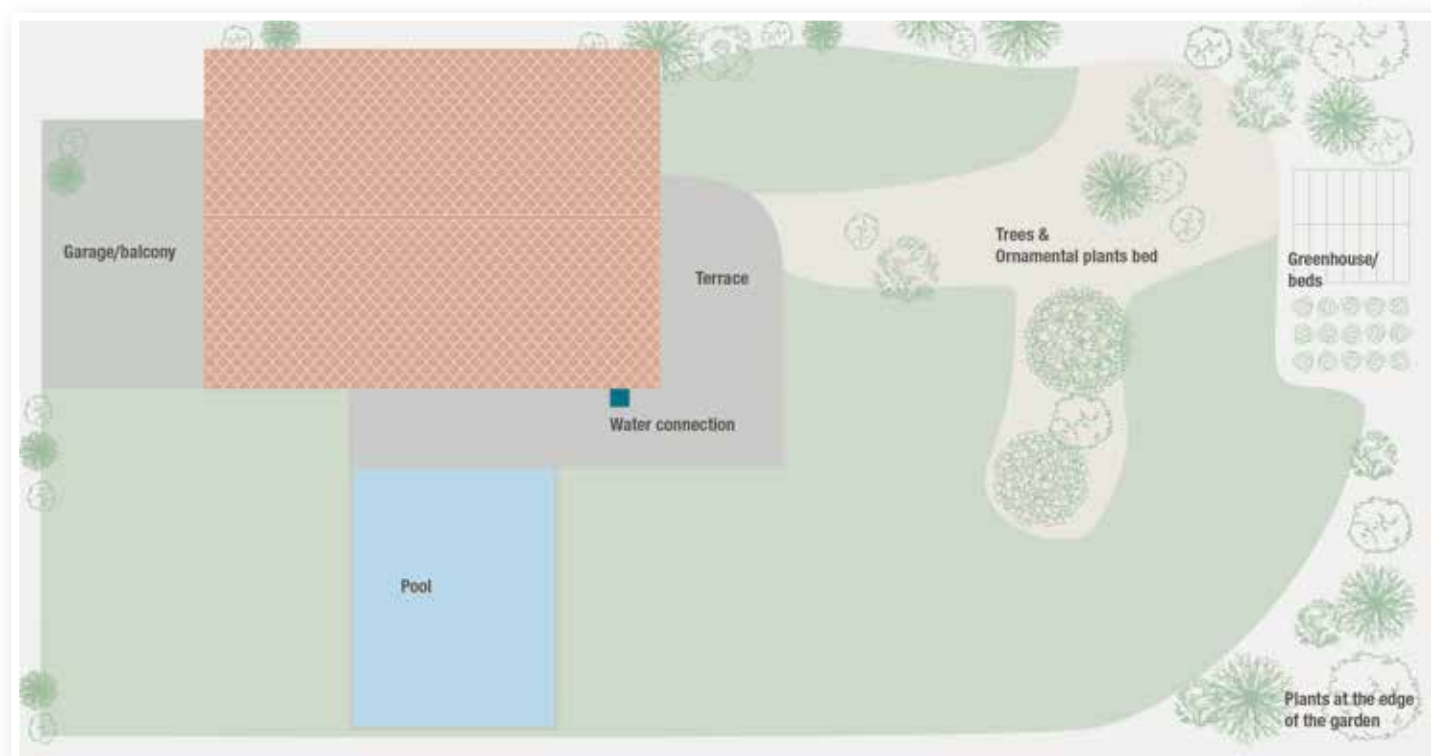 Garage/balcony
Terrace
Trees &
Ornamental plants bed
Greenhouse/
beds
Water connection
Pool
Plants at the edge
of the garden